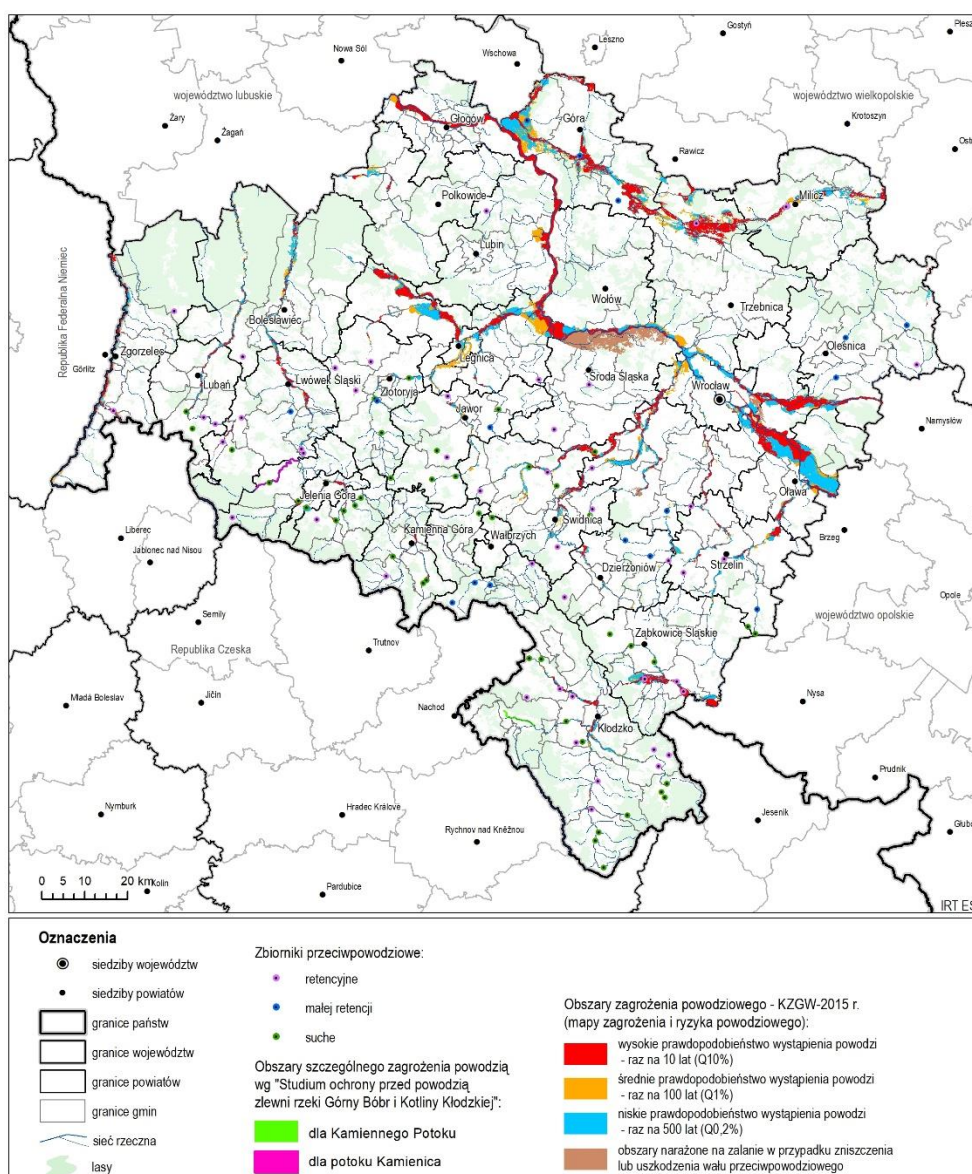 Gostyń
Plesz
Leszno
Nowa Sól
Wschowa
województwo lubuskie
województwo wielkopolskie
Żary
Żagań
Głogów
Góra
Krotoszyn
Rawicz
Ostr
Polkowice
Milicz
Lubin
Republika Federalna Niemiec
Wołów
Trzebnica
Bolesławiec
Zgorzelec
Görlitz
Legnica
Oleśnica
Lubań
Lwówek Śląski
Środa Śląska
Złotoryja
Wrocław
Jawor
Namysłów
Jelenia Góra
Oława
Świdnica
Kamienna Góra
Wałbrzych
Liberec
Brzeg
Jablonec nad Nisou
Strzelin
Dzierżoniów
Opole
Semily
województwo opolskie
Trutnov
Ząbkowice Śląskie
Republika Czeska
Mladá Boleslav
Jičín
Nysa
Nachod
Kłodzko
Prudnik
Nymburk
Hradec Králove
Jesenik
Rychnov nad Kněžnou
Głubc
0 5 10 20 km
Kolín
Pardubice
IRT ES
Oznaczenia
siedziby województw
siedziby powiatów
granice państw
granice województw
granice powiatów
granice gmin
sieć rzeczna
lasy
Zbiorniki przeciwpowodziowe:
retencyjne
małej retencji
suche
Obszary szczególnego zagrożenia powodzią
wg "Studium ochrony przed powodzią
zlewni rzeki Górny Bóbr i Kotliny Kłodzkiej":
dla Kamiennego Potoku
dla potoku Kamienica
Obszary zagrożenia powodziowego - KZGW-2015 r.
(mapy zagrożenia i ryzyka powodziowego):
wysokie prawdopodobieństwo wystąpienia powodzi
- raz na 10 lat (Q10%)
średnie prawdopodobieństwo wystąpienia powodzi
- raz na 100 lat (Q1%)
niskie prawdopodobieństwo wystąpienia powodzi
- raz na 500 lat (Q0,2%)
obszary narażone na zalanie w przypadku zniszczenia
lub uszkodzenia wału przeciwpowodziowego